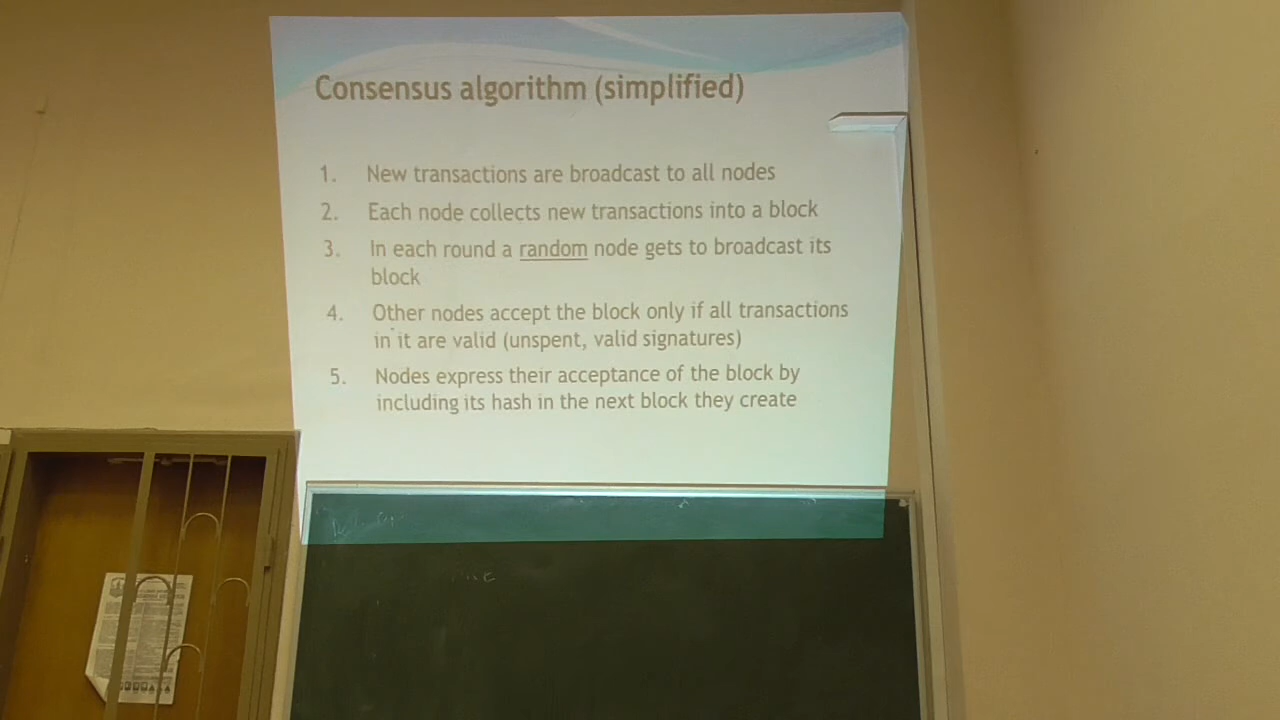 Consensus algorithm (simplified)
1. New transactions are broadcast to all nodes
2. Each node collects new transactions into a block
3. In each round a random node gets to broadcast its
block
4. Other nodes accept the block only if all transactions
in it are valid (unspent, valid signatures)
5. Nodes express their acceptance of the block by
including its hash in the next block they create